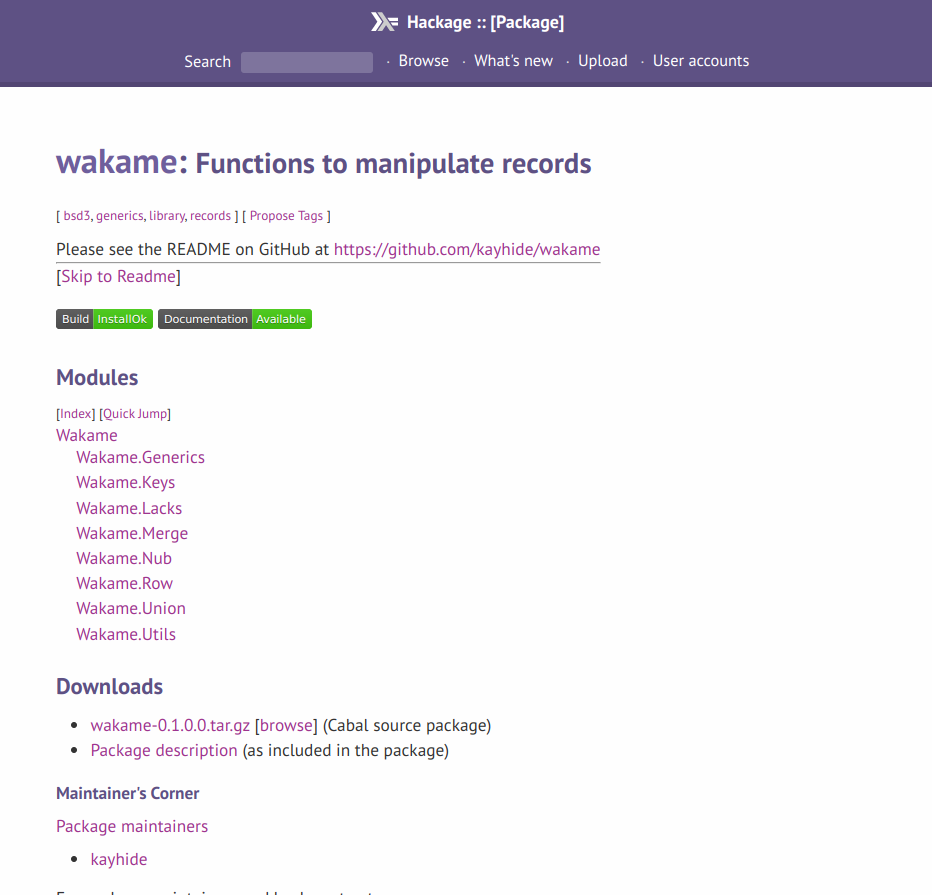 Hackage :: [Package]
Search · Browse · What's new · Upload · User accounts
wakame: Functions to manipulate records
[ bsd3, generics, library, records ] [ Propose Tags ]
Please see the README on GitHub at https://github.com/kayhide/wakame
[Skip to Readme]
Build InstallOk Documentation Available
Modules
[Index] [Quick Jump]
Wakame
Wakame.Generics
Wakame.Keys
Wakame.Lacks
Wakame.Merge
Wakame.Nub
Wakame.Row
Wakame.Union
Wakame.Utils
Downloads
• wakame-0.1.0.0.tar.gz [browse] (Cabal source package)
• Package description (as included in the package)
Maintainer's Corner
Package maintainers
• kayhide